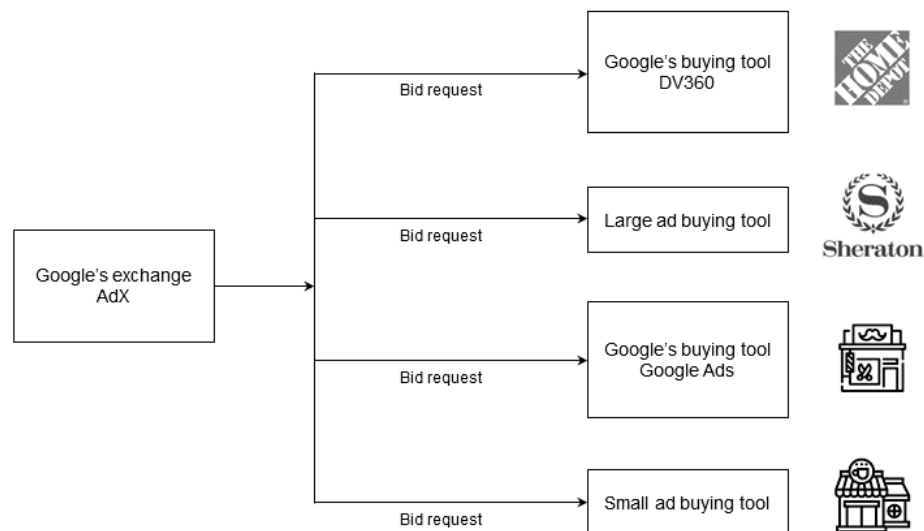 Google's buying tool
DV360
THE
HOME
DEPOT
Bid request
Large ad buying tool
S
Sheraton
Bid request
Google's exchange
AdX
Google's buying tool
Google Ads
Bid request
Small ad buying tool
Bid request